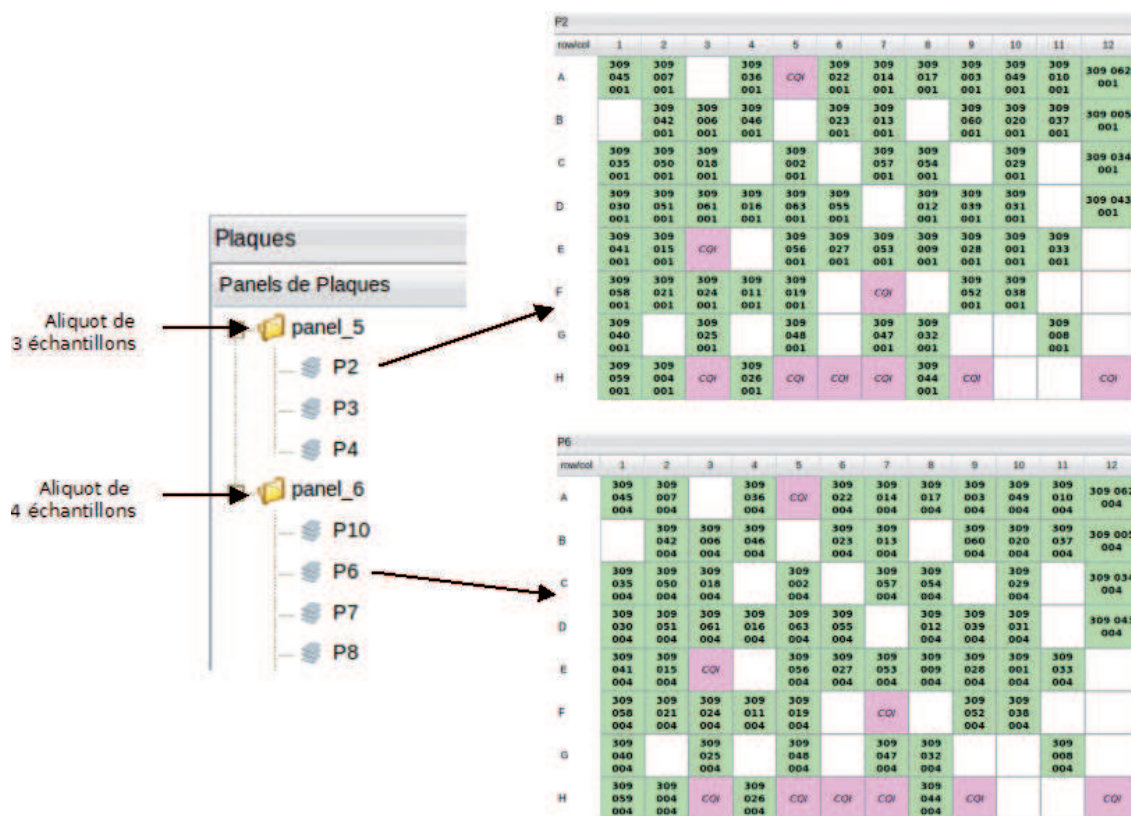 Plaques
Panels de Plaques
Aliquot de
3 échantillons
panel_5
P2
P3
P4
Aliquot de
4 échantillons
panel_6
P10
P6
P7
P8
P2
row/col 1 2 3 4 5 6 7 8 9 10 11 12
A 309 045 001 309 007 001 309 036 001 CQI 309 022 001 309 014 001 309 017 001 309 003 001 309 049 001 309 010 001 309 062 001
B 309 042 001 309 006 001 309 046 001 309 023 001 309 013 001 309 060 001 309 020 001 309 037 001 309 005 001
C 309 035 001 309 050 001 309 018 001 309 002 001 309 057 001 309 054 001 309 029 001 309 034 001
D 309 030 001 309 051 001 309 061 001 309 016 001 309 063 001 309 055 001 309 012 001 309 039 001 309 031 001 309 043 001
E 309 041 001 309 015 001 CQI 309 056 001 309 027 001 309 053 001 309 009 001 309 028 001 309 001 001 309 033 001
F 309 058 001 309 021 001 309 024 001 309 011 001 309 019 001 CQI 309 052 001 309 038 001
G 309 040 001 309 025 001 309 048 001 309 047 001 309 032 001 309 008 001
H 309 059 001 309 004 001 CQI 309 026 001 CQI CQI CQI 309 044 001 CQI CQI
P6
row/col 1 2 3 4 5 6 7 8 9 10 11 12
A 309 045 004 309 007 004 309 036 004 CQI 309 022 004 309 014 004 309 017 004 309 003 004 309 049 004 309 010 004 309 062 004
B 309 042 004 309 006 004 309 046 004 309 023 004 309 013 004 309 060 004 309 020 004 309 037 004 309 005 004
C 309 035 004 309 050 004 309 018 004 309 002 004 309 057 004 309 054 004 309 029 004 309 034 004
D 309 030 004 309 051 004 309 061 004 309 016 004 309 063 004 309 055 004 309 012 004 309 039 004 309 031 004 309 043 004
E 309 041 004 309 015 004 CQI 309 056 004 309 027 004 309 053 004 309 009 004 309 028 004 309 001 004 309 033 004
F 309 058 004 309 021 004 309 024 004 309 011 004 309 019 004 CQI 309 052 004 309 038 004
G 309 040 004 309 025 004 309 048 004 309 047 004 309 032 004 309 008 004
H 309 059 004 309 004 004 CQI 309 026 004 CQI CQI CQI 309 044 004 CQI CQI